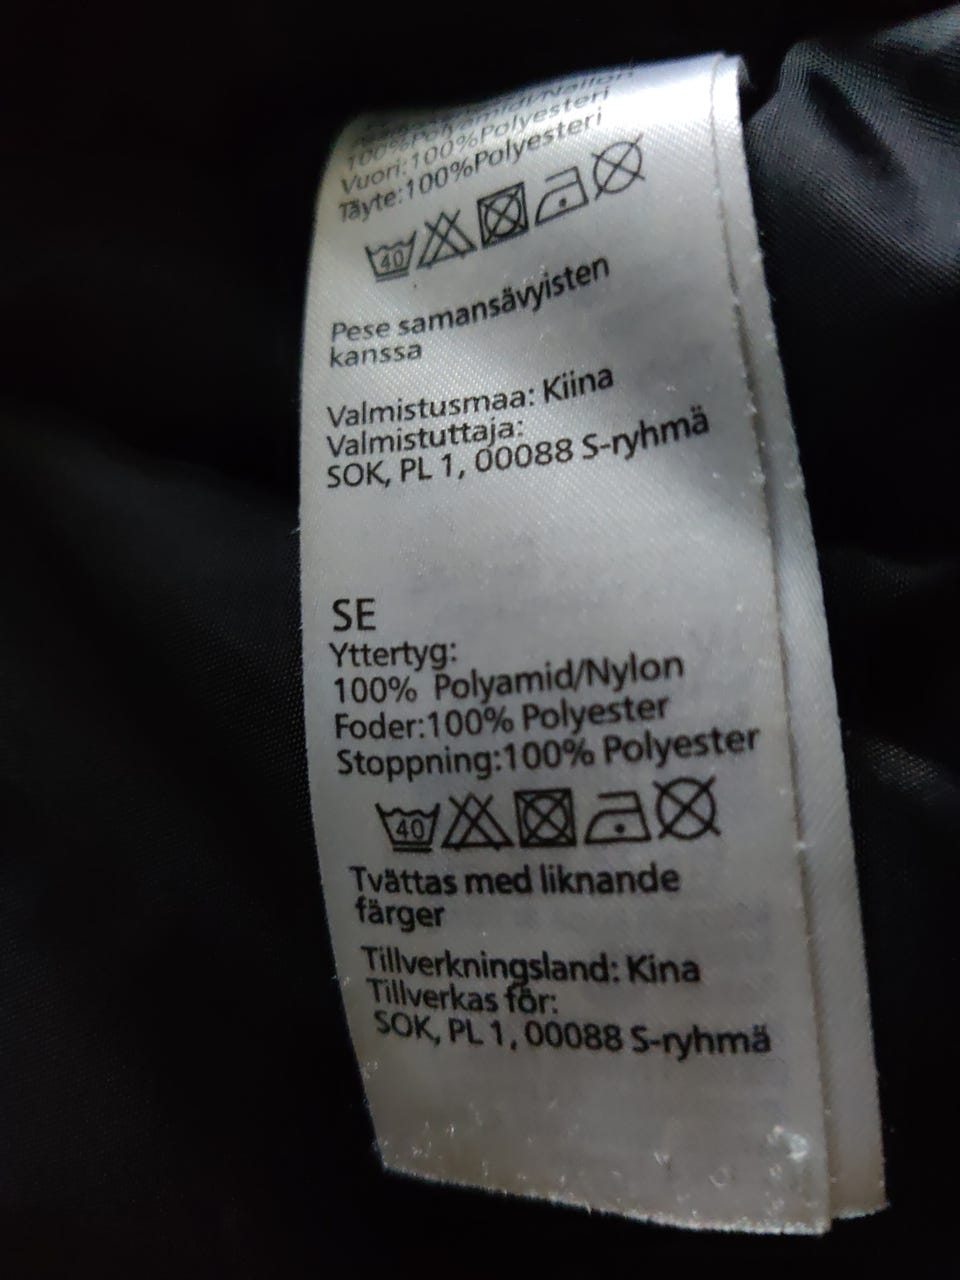 100%Polyamidi/Nailon
Vuori:100%Polyesteri
Täyte:100%Polyesteri
40
Pese samansävyisten
kanssa
Valmistusmaa: Kiina
Valmistuttaja:
SOK, PL 1, 00088 S-ryhmä
SE
Yttertyg:
100% Polyamid/Nylon
Foder:100% Polyester
Stoppning:100% Polyester
40
Tvättas med liknande
färger
Tillverkningsland: Kina
Tillverkas för:
SOK, PL 1, 00088 S-ryhmä